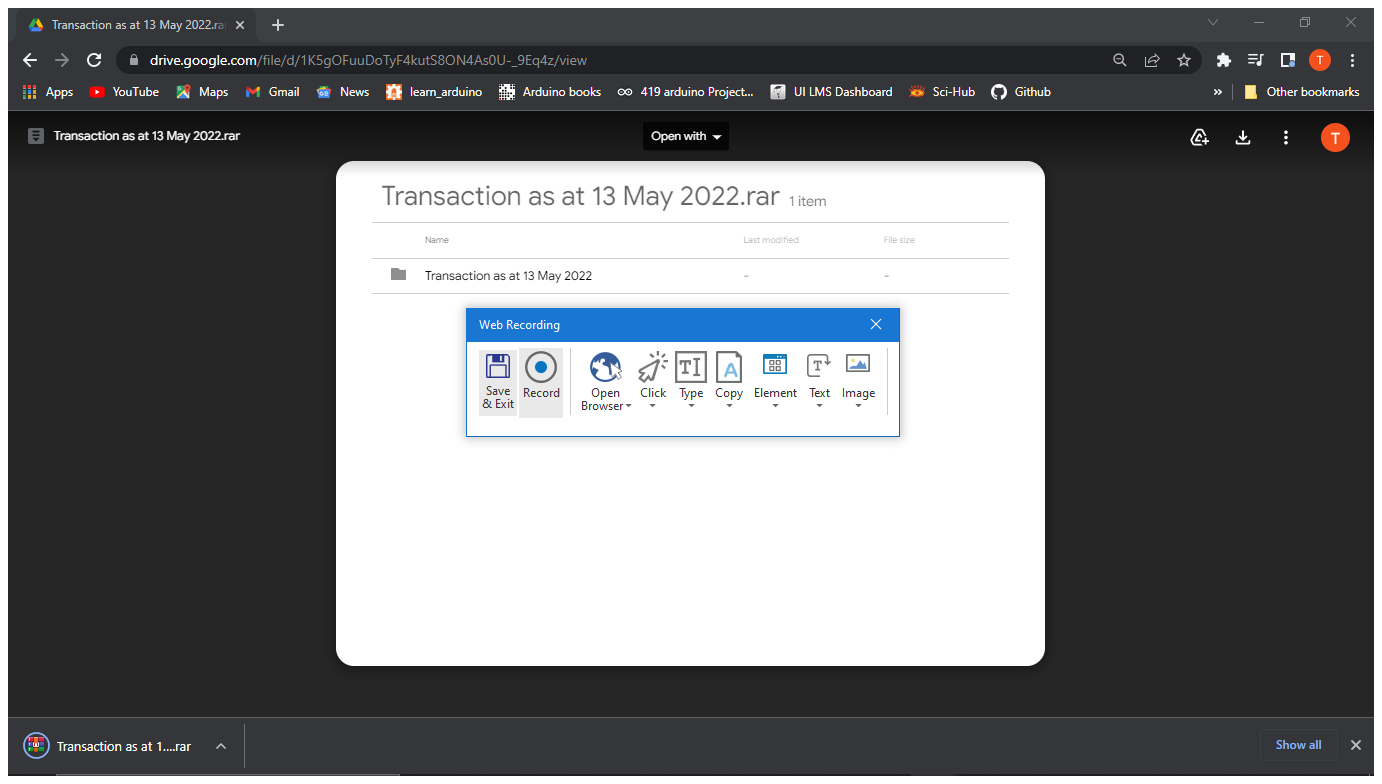 Transaction as at 13 May 2022.ra
drive.google.com/file/d/1K5gOFuuDoTyF4kutS8ON4As0U-_9Eq4z/view
T
Apps YouTube Maps Gmail News learn_arduino Arduino books 419 arduino Project... UI LMS Dashboard Sci-Hub Github » Other bookmarks
Transaction as at 13 May 2022.rar Open with T
Transaction as at 13 May 2022.rar 1 item
Name Last modified File size
Transaction as at 13 May 2022 - -
Web Recording
Save & Exit Record Open Browser Click Type Copy Element Text Image
Transaction as at 1....rar Show all